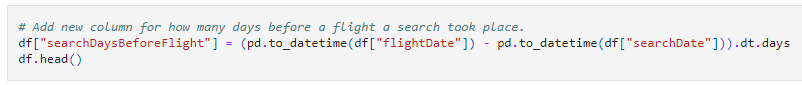 # Add new column for how many days before a flight a search took place.
df["searchDaysBeforeFlight"] = (pd.to_datetime(df["flightDate"]) - pd.to_datetime(df["searchDate"])).dt.days
df.head()